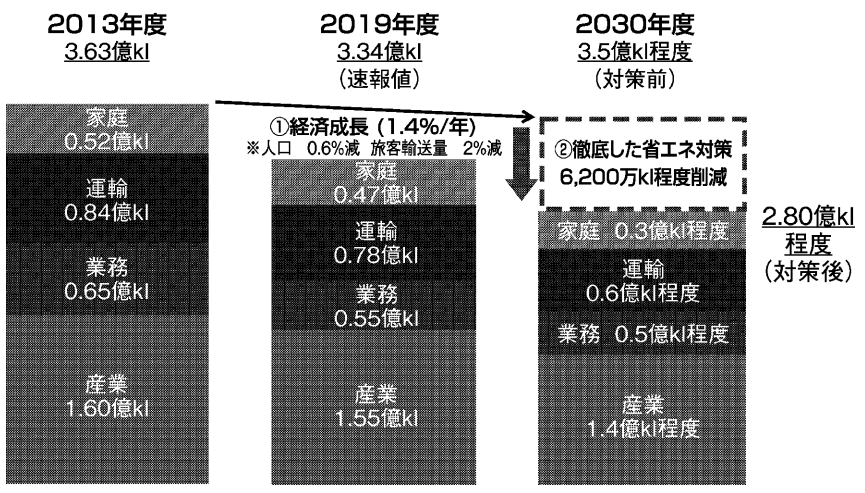 2013年度
3.63億kl
家庭
0.52億kl
運輸
0.84億kl
業務
0.65億kl
産業
1.60億kl
2019年度
3.34億kl
(速報値)
①経済成長 (1.4%/年)
※人口 0.6%減 旅客輸送量 2%減
家庭
0.47億kl
運輸
0.78億kl
業務
0.55億kl
産業
1.55億kl
2030年度
3.5億kl程度
(対策前)
②徹底した省エネ対策
6,200万kl程度削減
家庭 0.3億kl程度
運輸
0.6億kl程度
業務 0.5億kl程度
産業
1.4億kl程度
2.80億kl
程度
(対策後)